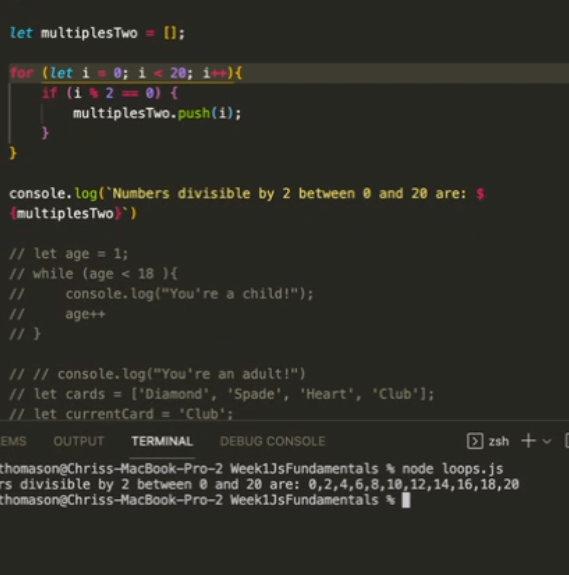 let multiplesTwo = [];
for (let i = 0; i < 20; i++){
if (i % 2 == 0) {
multiplesTwo.push(i);
}
}
console.log(`Numbers divisible by 2 between 0 and 20 are: $
{multiplesTwo}`)
// let age = 1;
// while (age < 18 ){
//     console.log("You're a child!");
//     age++
// }
// // console.log("You're an adult!")
// let cards = ['Diamond', 'Spade', 'Heart', 'Club'];
// let currentCard = 'Club';
EMS OUTPUT TERMINAL DEBUG CONSOLE zsh
thomason@Chriss-MacBook-Pro-2 Week1JsFundamentals % node loops.js
rs divisible by 2 between 0 and 20 are: 0,2,4,6,8,10,12,14,16,18,20
thomason@Chriss-MacBook-Pro-2 Week1JsFundamentals %